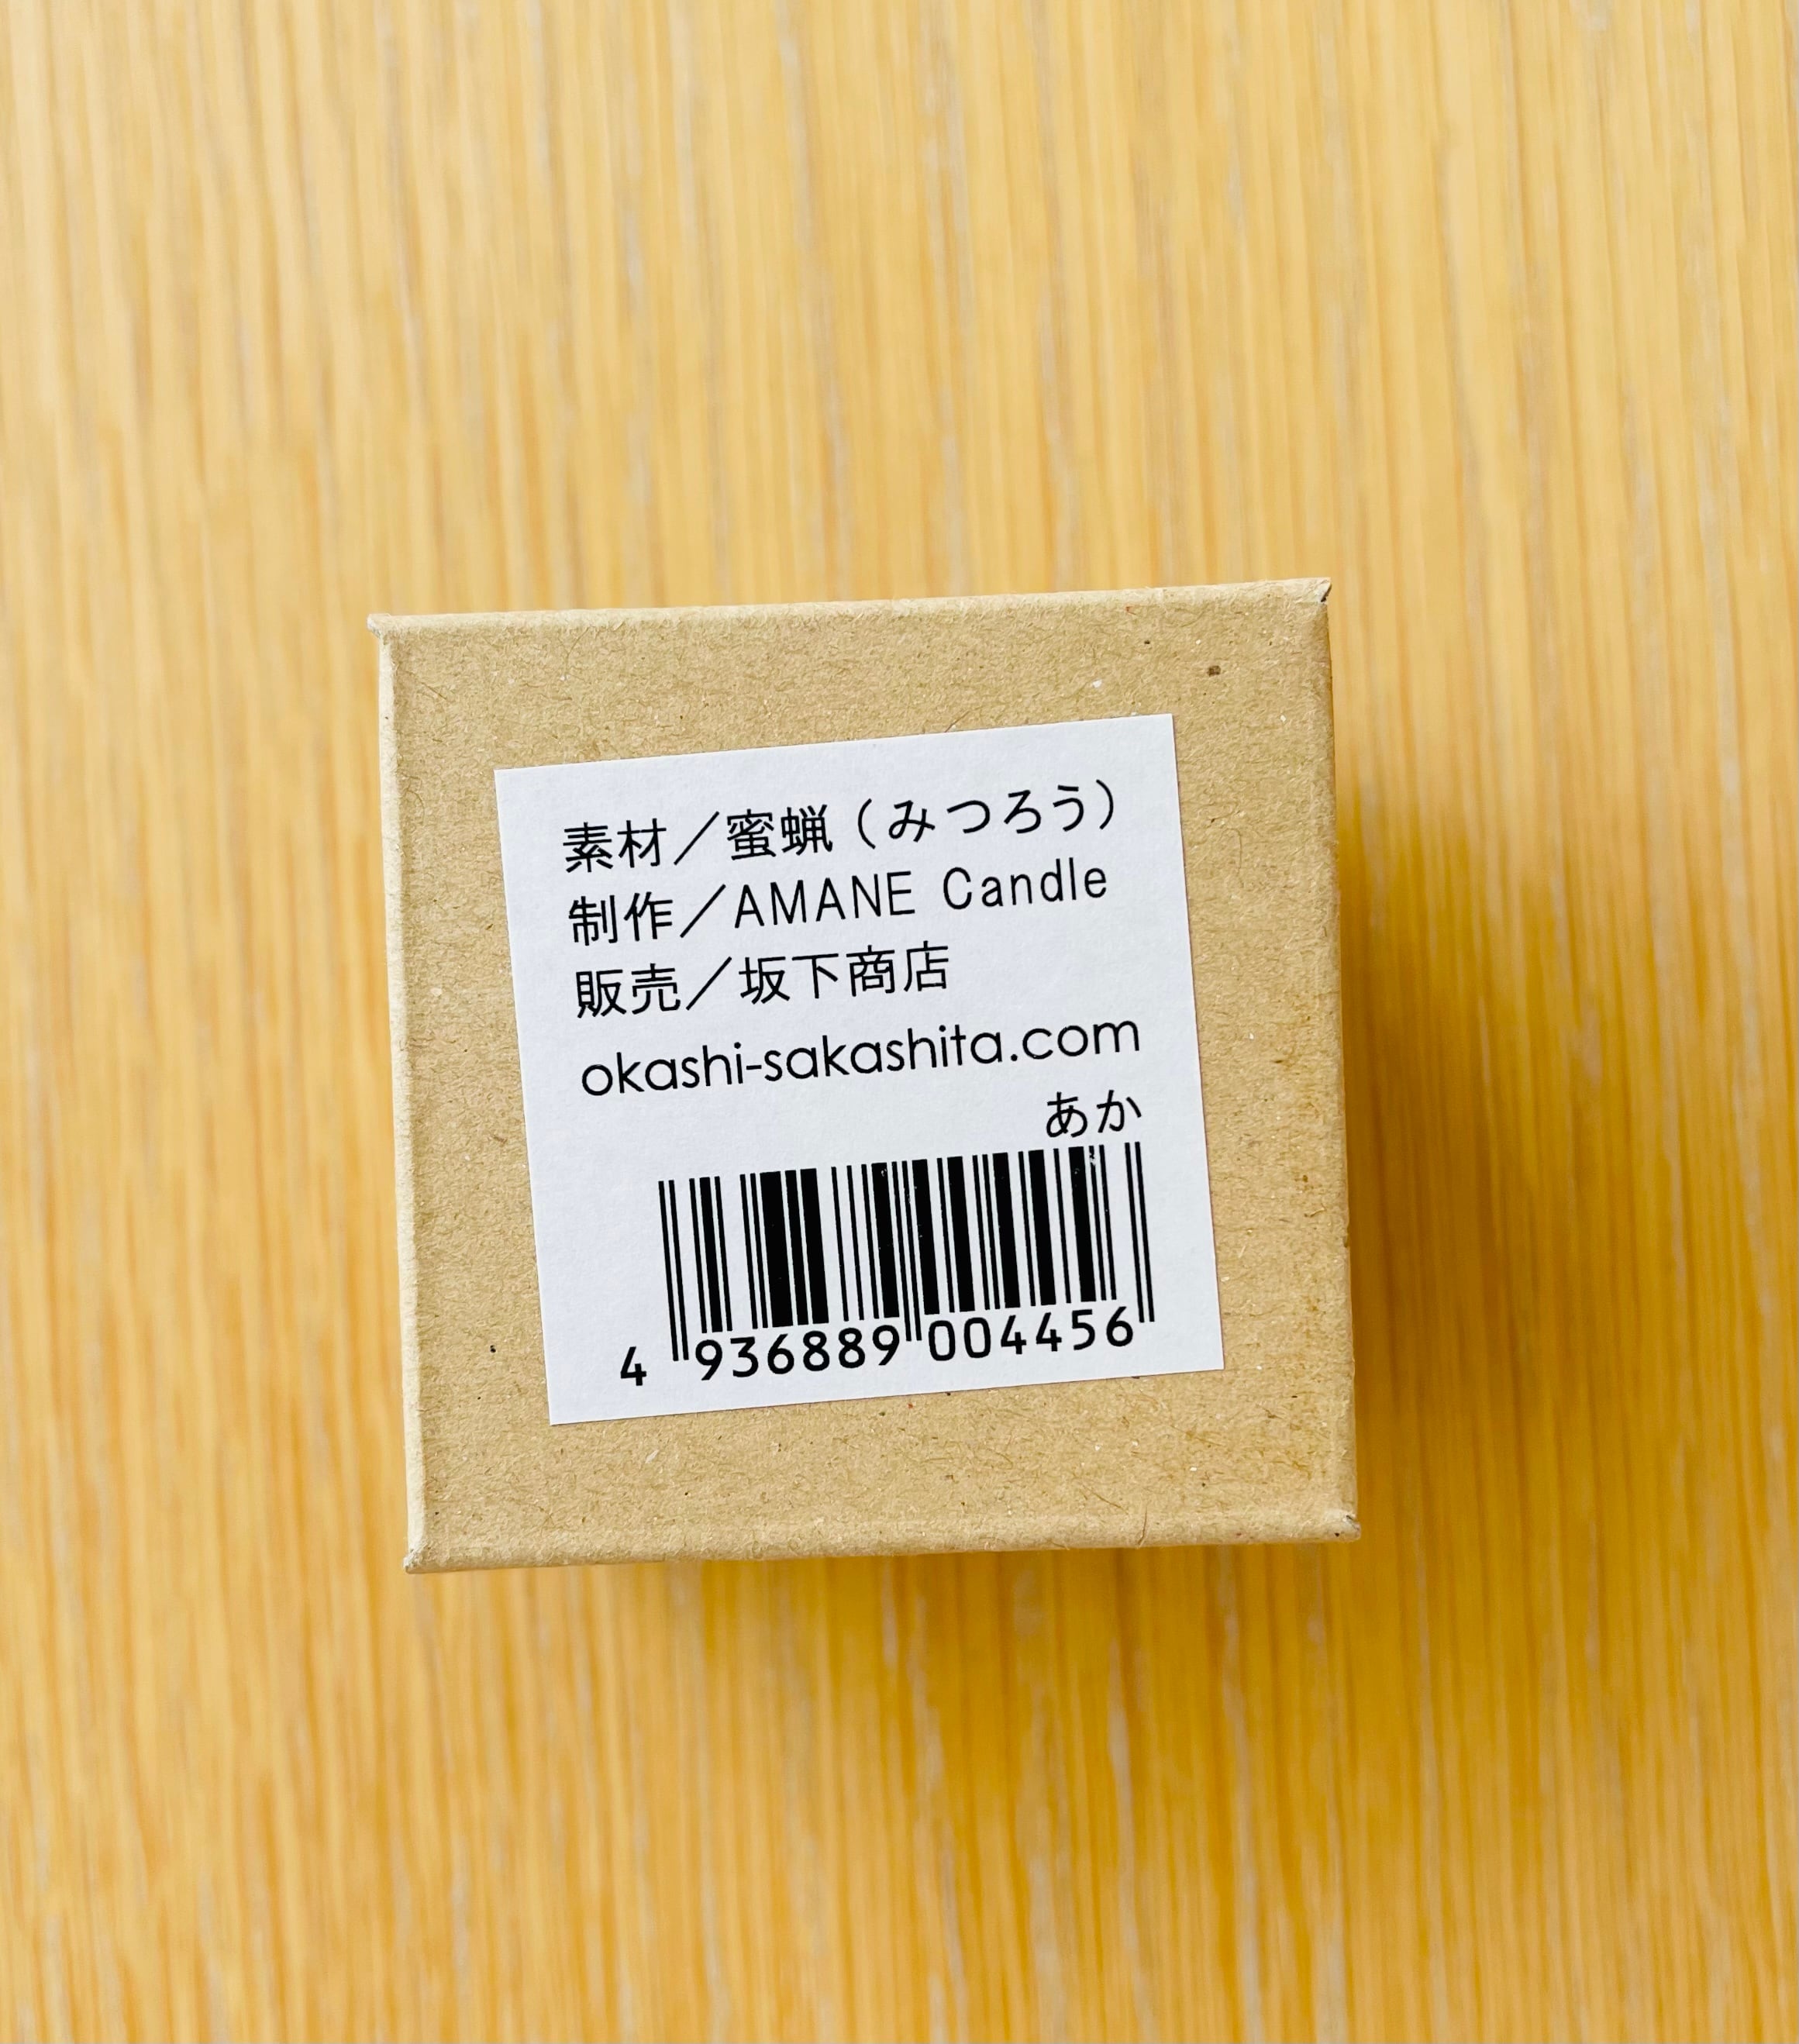 素材／蜜蝋（みつろう）
制作／AMANE Candle
販売／坂下商店
okashi-sakashita.com
あか
4 936889 004456